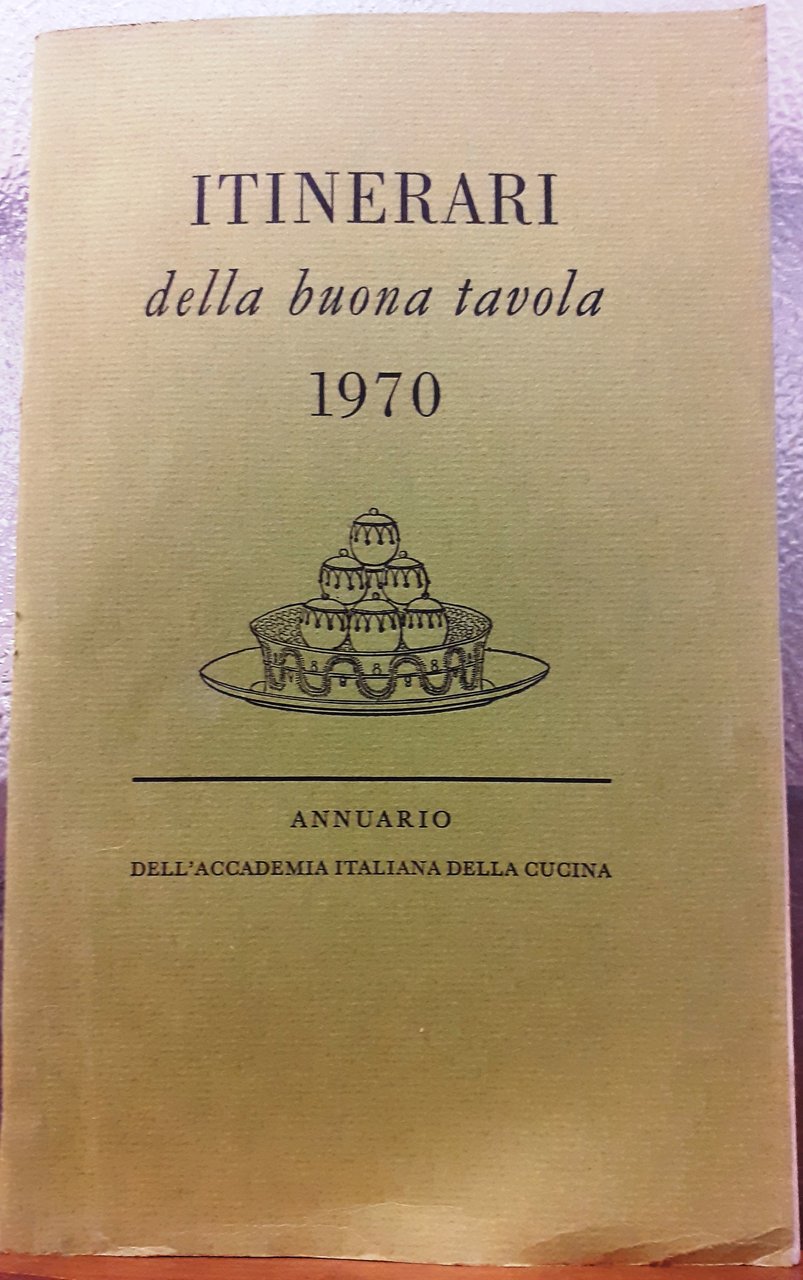 ITINERARI
della buona tavola
1970
ANNUARIO
DELL'ACCADEMIA ITALIANA DELLA CUCINA